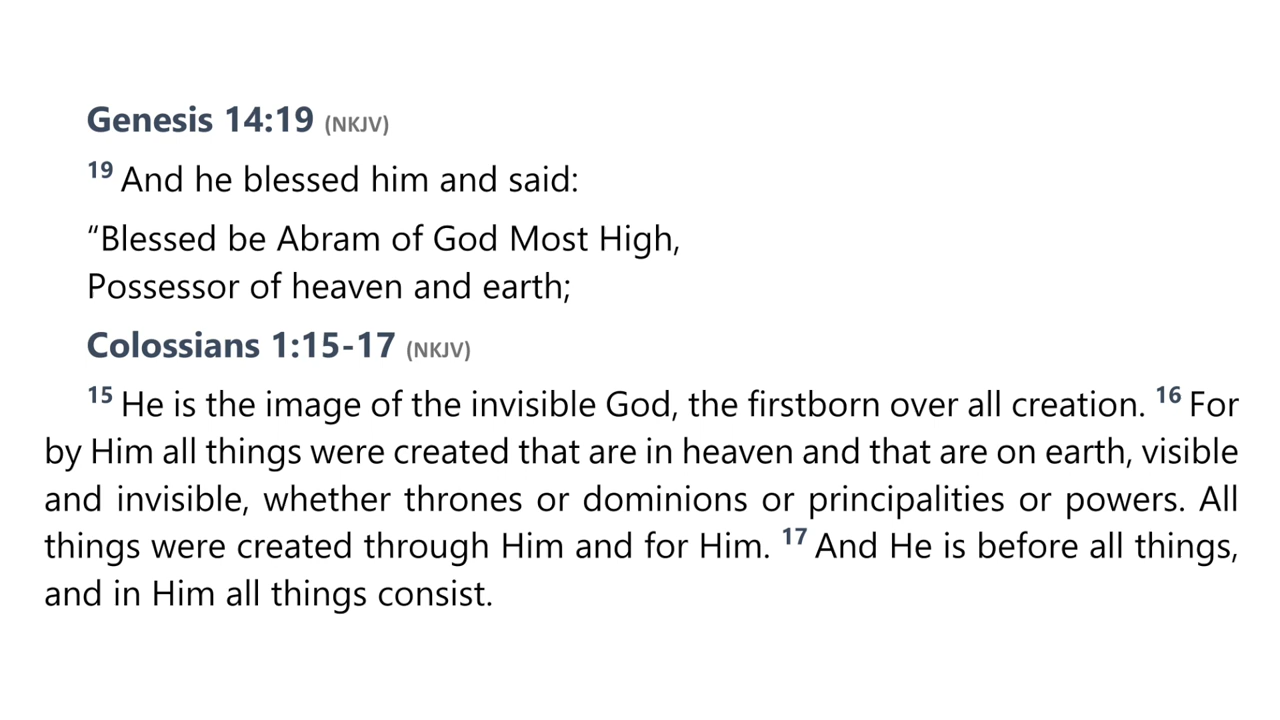 Genesis 14:19 (NKJV)
19 And he blessed him and said:
“Blessed be Abram of God Most High,
Possessor of heaven and earth;
Colossians 1:15-17 (NKJV)
15 He is the image of the invisible God, the firstborn over all creation. 16 For
by Him all things were created that are in heaven and that are on earth, visible
and invisible, whether thrones or dominions or principalities or powers. All
things were created through Him and for Him. 17 And He is before all things,
and in Him all things consist.